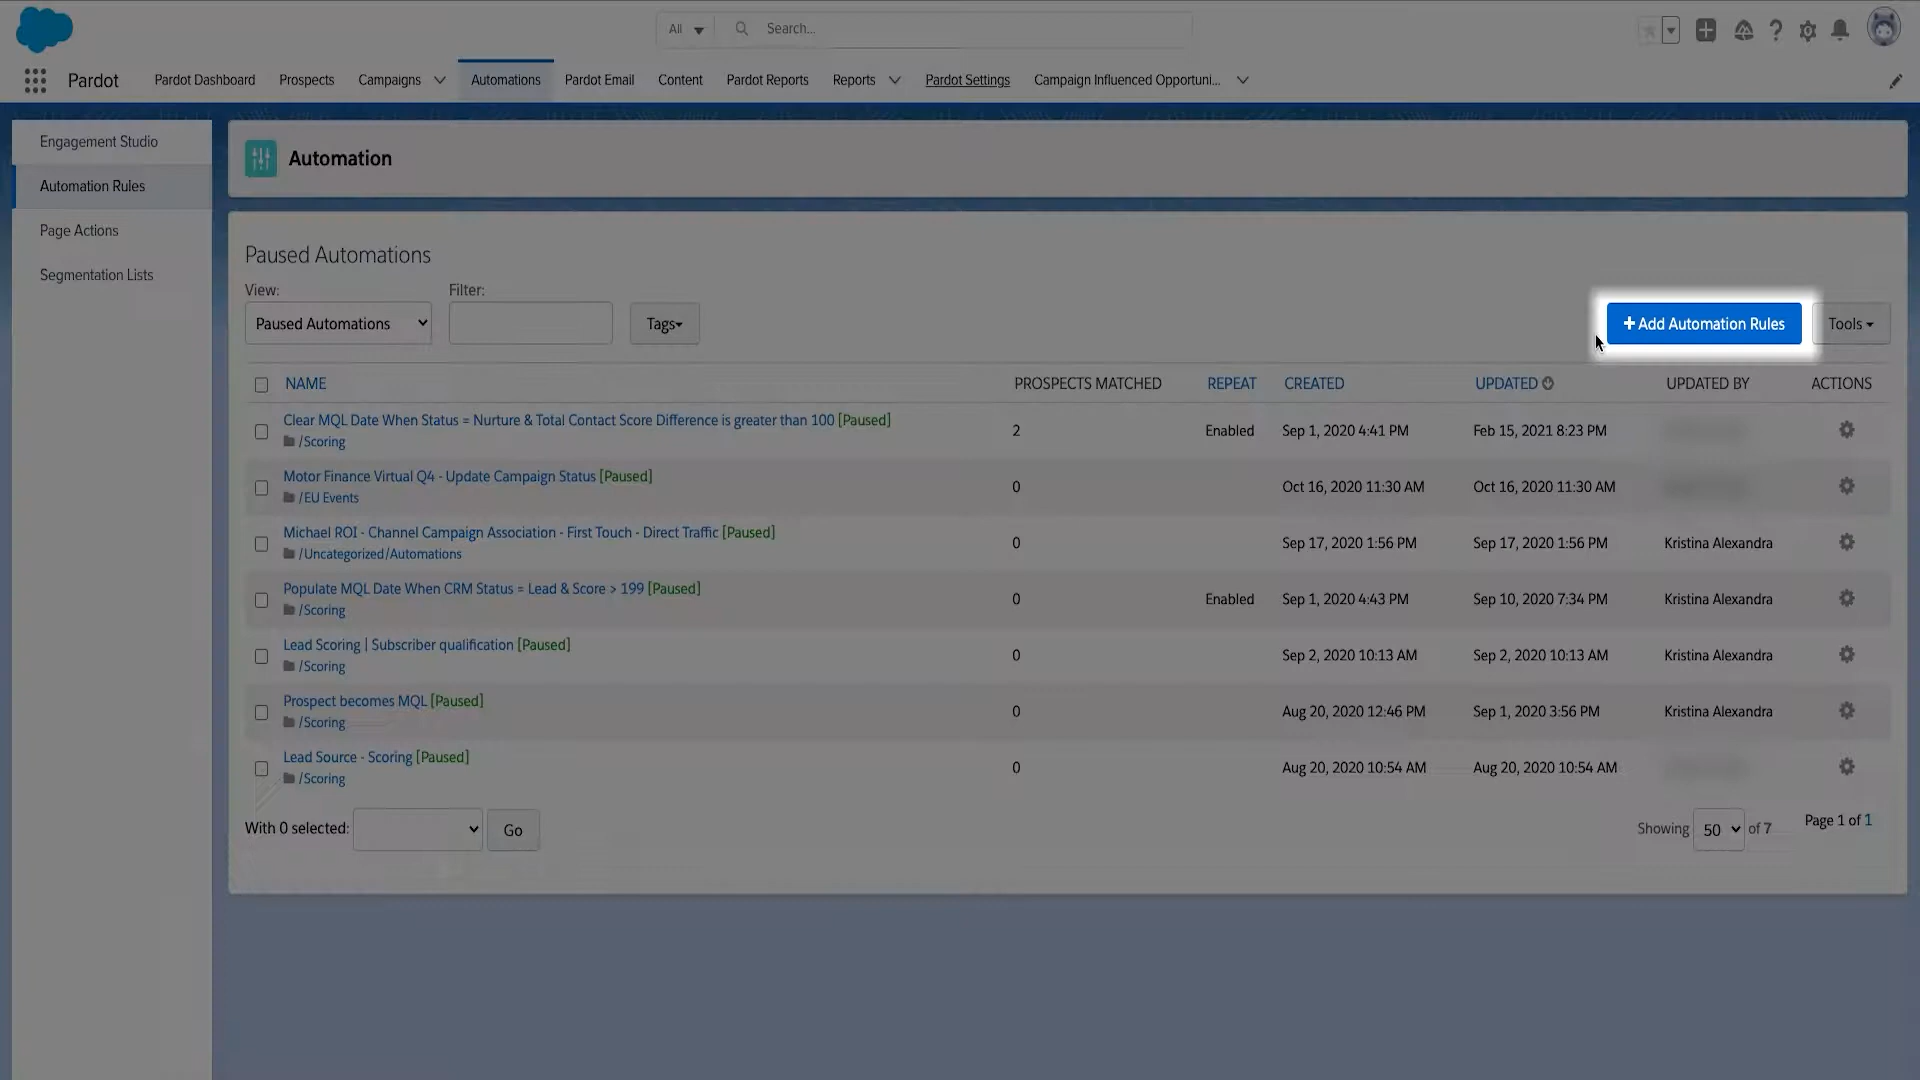 All
Search...
Pardot
Pardot Dashboard Prospects Campaigns Automations Pardot Email Content Pardot Reports Reports Pardot Settings Campaign Influenced Opportuni...
Engagement Studio
Automation Rules
Page Actions
Segmentation Lists
Automation
Paused Automations
View: Filter:
Paused Automations Tags + Add Automation Rules Tools
NAME PROSPECTS MATCHED REPEAT CREATED UPDATED UPDATED BY ACTIONS
Clear MQL Date When Status = Nurture & Total Contact Score Difference is greater than 100 [Paused]
/Scoring
2 Enabled Sep 1, 2020 4:41 PM Feb 15, 2021 8:23 PM
Motor Finance Virtual Q4 - Update Campaign Status [Paused]
/EU Events
0 Oct 16, 2020 11:30 AM Oct 16, 2020 11:30 AM
Michael ROI - Channel Campaign Association - First Touch - Direct Traffic [Paused]
/Uncategorized/Automations
0 Sep 17, 2020 1:56 PM Sep 17, 2020 1:56 PM Kristina Alexandra
Populate MQL Date When CRM Status = Lead & Score > 199 [Paused]
/Scoring
0 Enabled Sep 1, 2020 4:43 PM Sep 10, 2020 7:34 PM Kristina Alexandra
Lead Scoring | Subscriber qualification [Paused]
/Scoring
0 Sep 2, 2020 10:13 AM Sep 2, 2020 10:13 AM Kristina Alexandra
Prospect becomes MQL [Paused]
/Scoring
0 Aug 20, 2020 12:46 PM Sep 1, 2020 3:56 PM Kristina Alexandra
Lead Source - Scoring [Paused]
/Scoring
0 Aug 20, 2020 10:54 AM Aug 20, 2020 10:54 AM
With 0 selected: Go Showing 50 of 7 Page 1 of 1